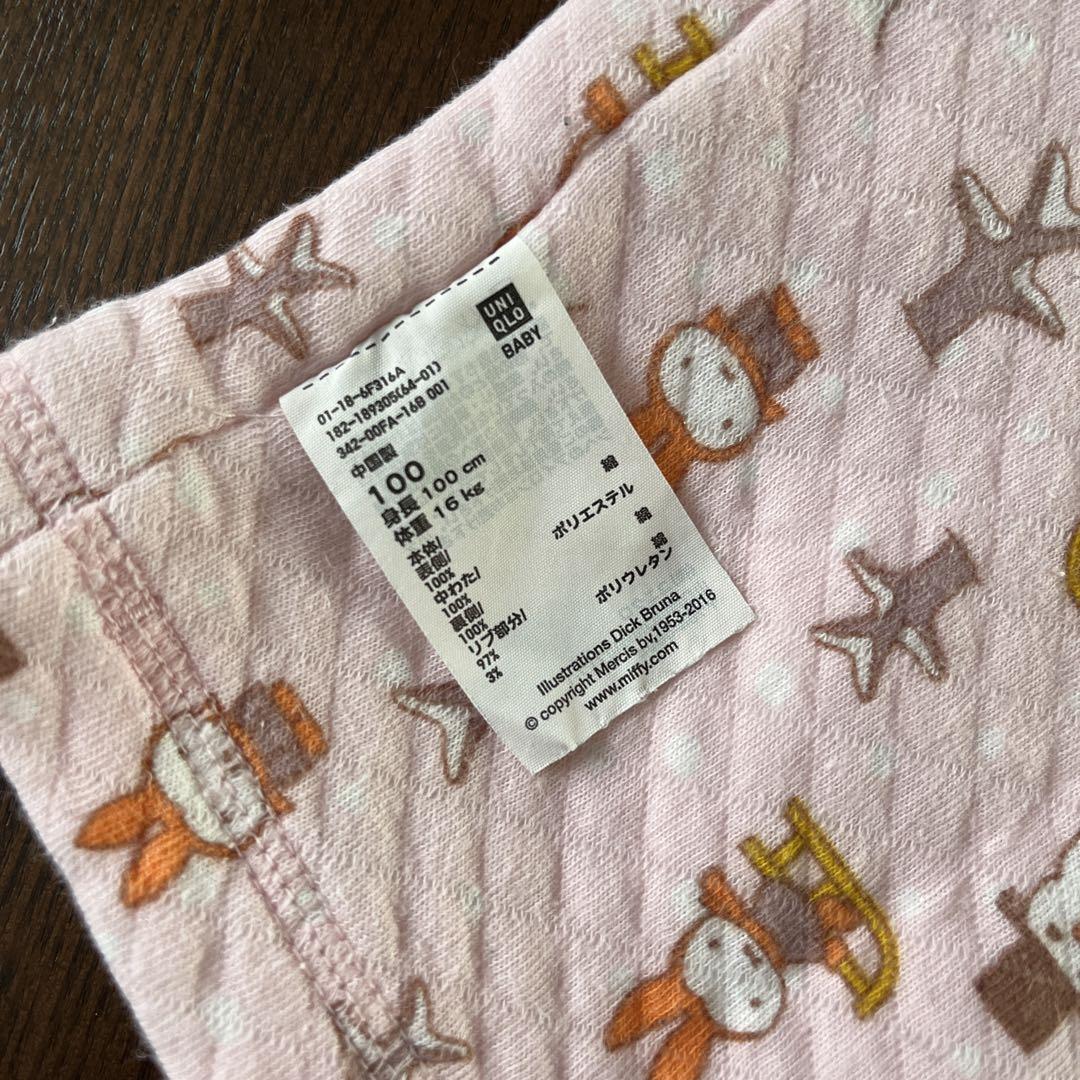 UNI
QLO
BABY
01-18-6F316A
182-189305(64-01)
342-00FA-16B 001
中国製
100
身長 100 cm
体重 16 kg
本体/
表側/
100% 綿
中わた/
100% ポリエステル
裏側/
100% 綿
リブ部分/
97% 綿
3% ポリウレタン
Illustrations Dick Bruna
© copyright Mercis bv,1953-2016
www.miffy.com